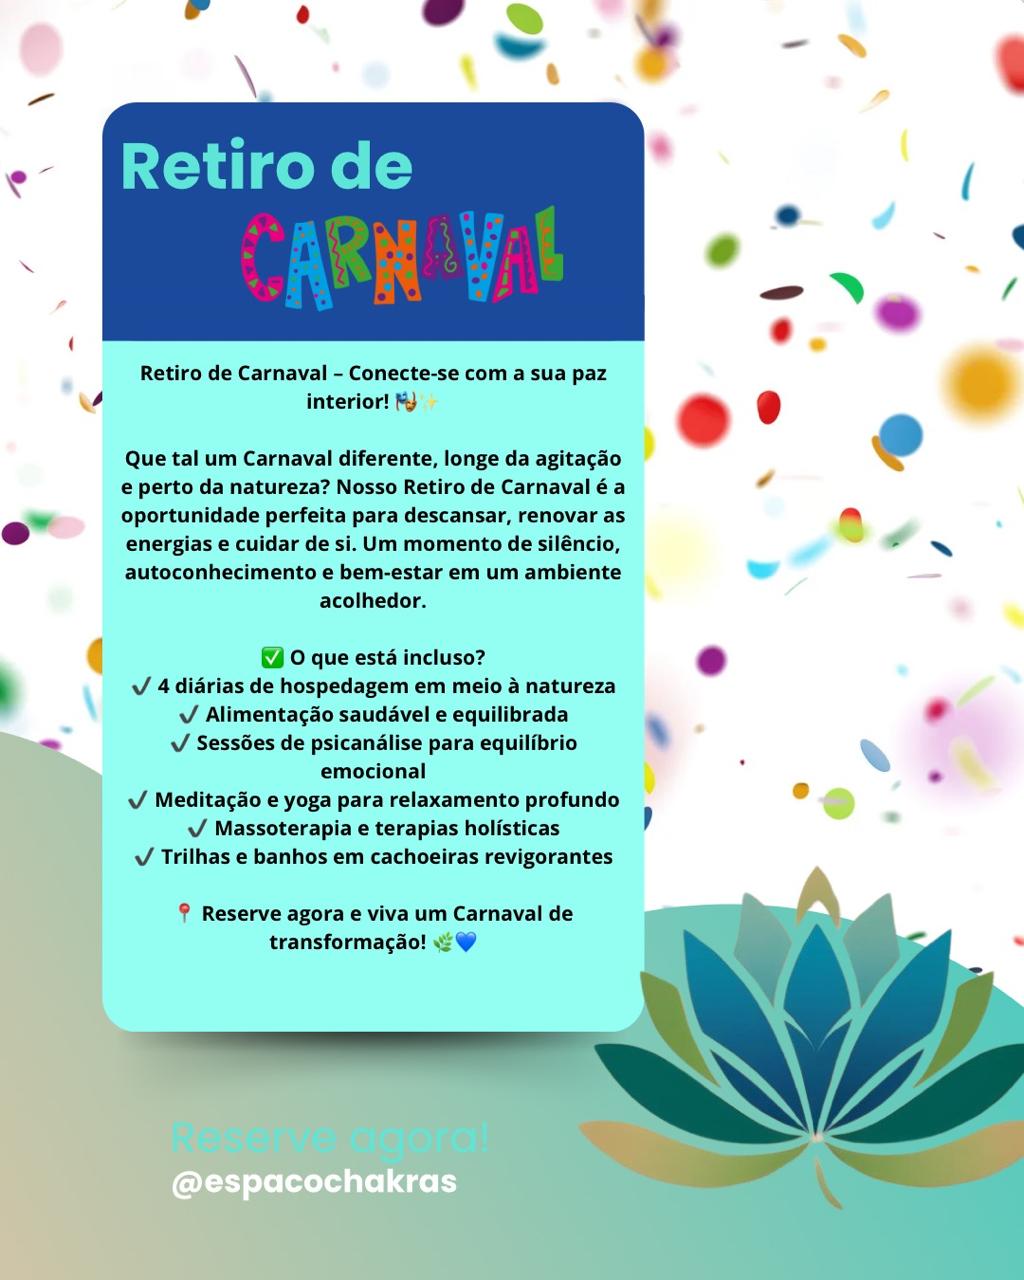 Retiro de
CARNAVAL
Retiro de Carnaval – Conecte-se com a sua paz
interior! 🎭✨
Que tal um Carnaval diferente, longe da agitação
e perto da natureza? Nosso Retiro de Carnaval é a
oportunidade perfeita para descansar, renovar as
energias e cuidar de si. Um momento de silêncio,
autoconhecimento e bem-estar em um ambiente
acolhedor.
✅ O que está incluso?
✔ 4 diárias de hospedagem em meio à natureza
✔ Alimentação saudável e equilibrada
✔ Sessões de psicanálise para equilíbrio
emocional
✔ Meditação e yoga para relaxamento profundo
✔ Massoterapia e terapias holísticas
✔ Trilhas e banhos em cachoeiras revigorantes
📍 Reserve agora e viva um Carnaval de
transformação! 🌿💙
Reserve agora!
@espacochakras